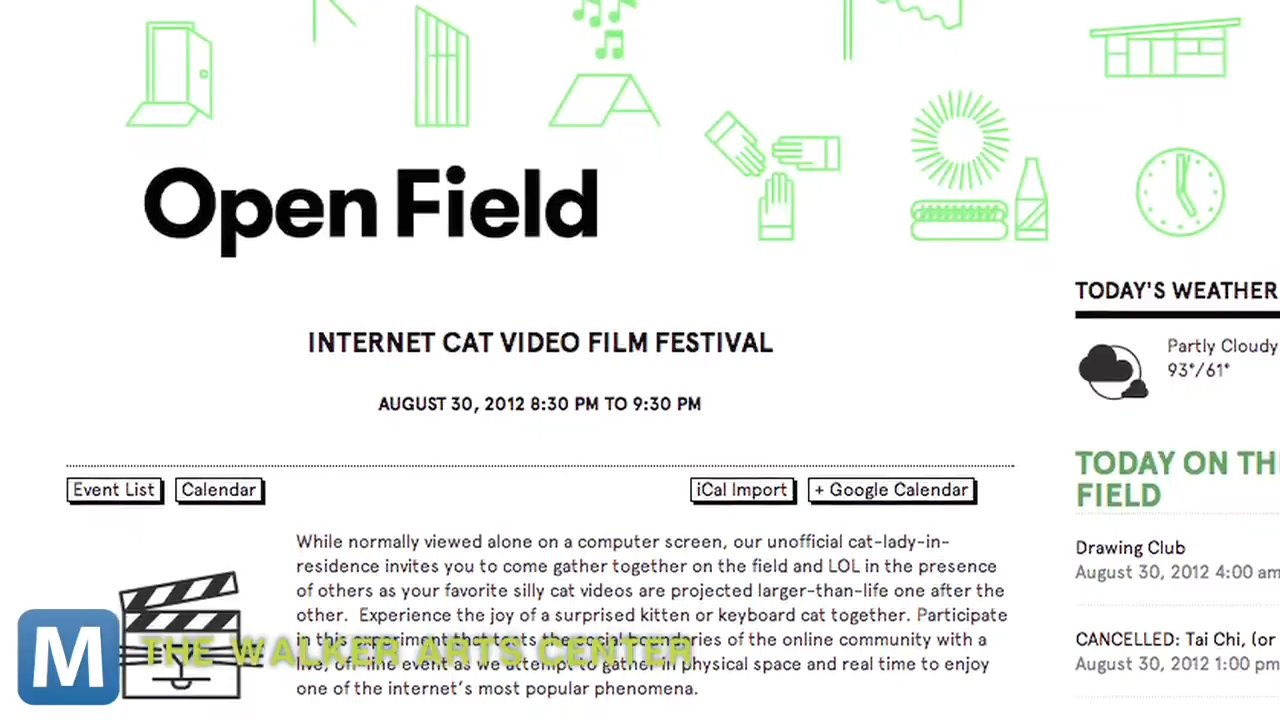 Open Field
INTERNET CAT VIDEO FILM FESTIVAL
AUGUST 30, 2012 8:30 PM TO 9:30 PM
Event List
Calendar
iCal Import
+ Google Calendar
While normally viewed alone on a computer screen, our unofficial cat-lady-in-
residence invites you to come gather together on the field and LOL in the presence
of others as your favorite silly cat videos are projected larger-than-life one after the
other. Experience the joy of a surprised kitten or keyboard cat together. Participate
in this experiment that tests the social boundaries of the online community with a
live, off-line event as we attempt to gather in physical space and real time to enjoy
one of the internet's most popular phenomena.
M
THE WALKER ARTS CENTER
TODAY'S WEATHER
Partly Cloudy
93°/61°
TODAY ON TH
FIELD
Drawing Club
August 30, 2012 4:00 am
CANCELLED: Tai Chi, (or
August 30, 2012 1:00 pm